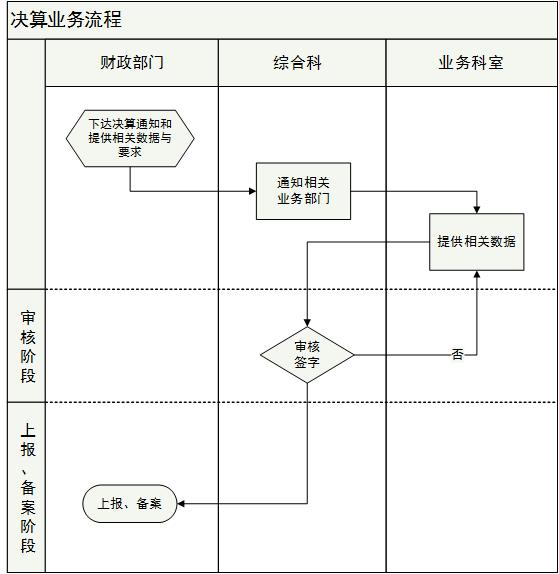 决算业务流程
财政部门
综合科
业务科室
下达决算通知和
提供相关数据与
要求
通知相关
业务部门
提供相关数据
审核阶段
审核
签字
否
上报、备案阶段
上报、备案